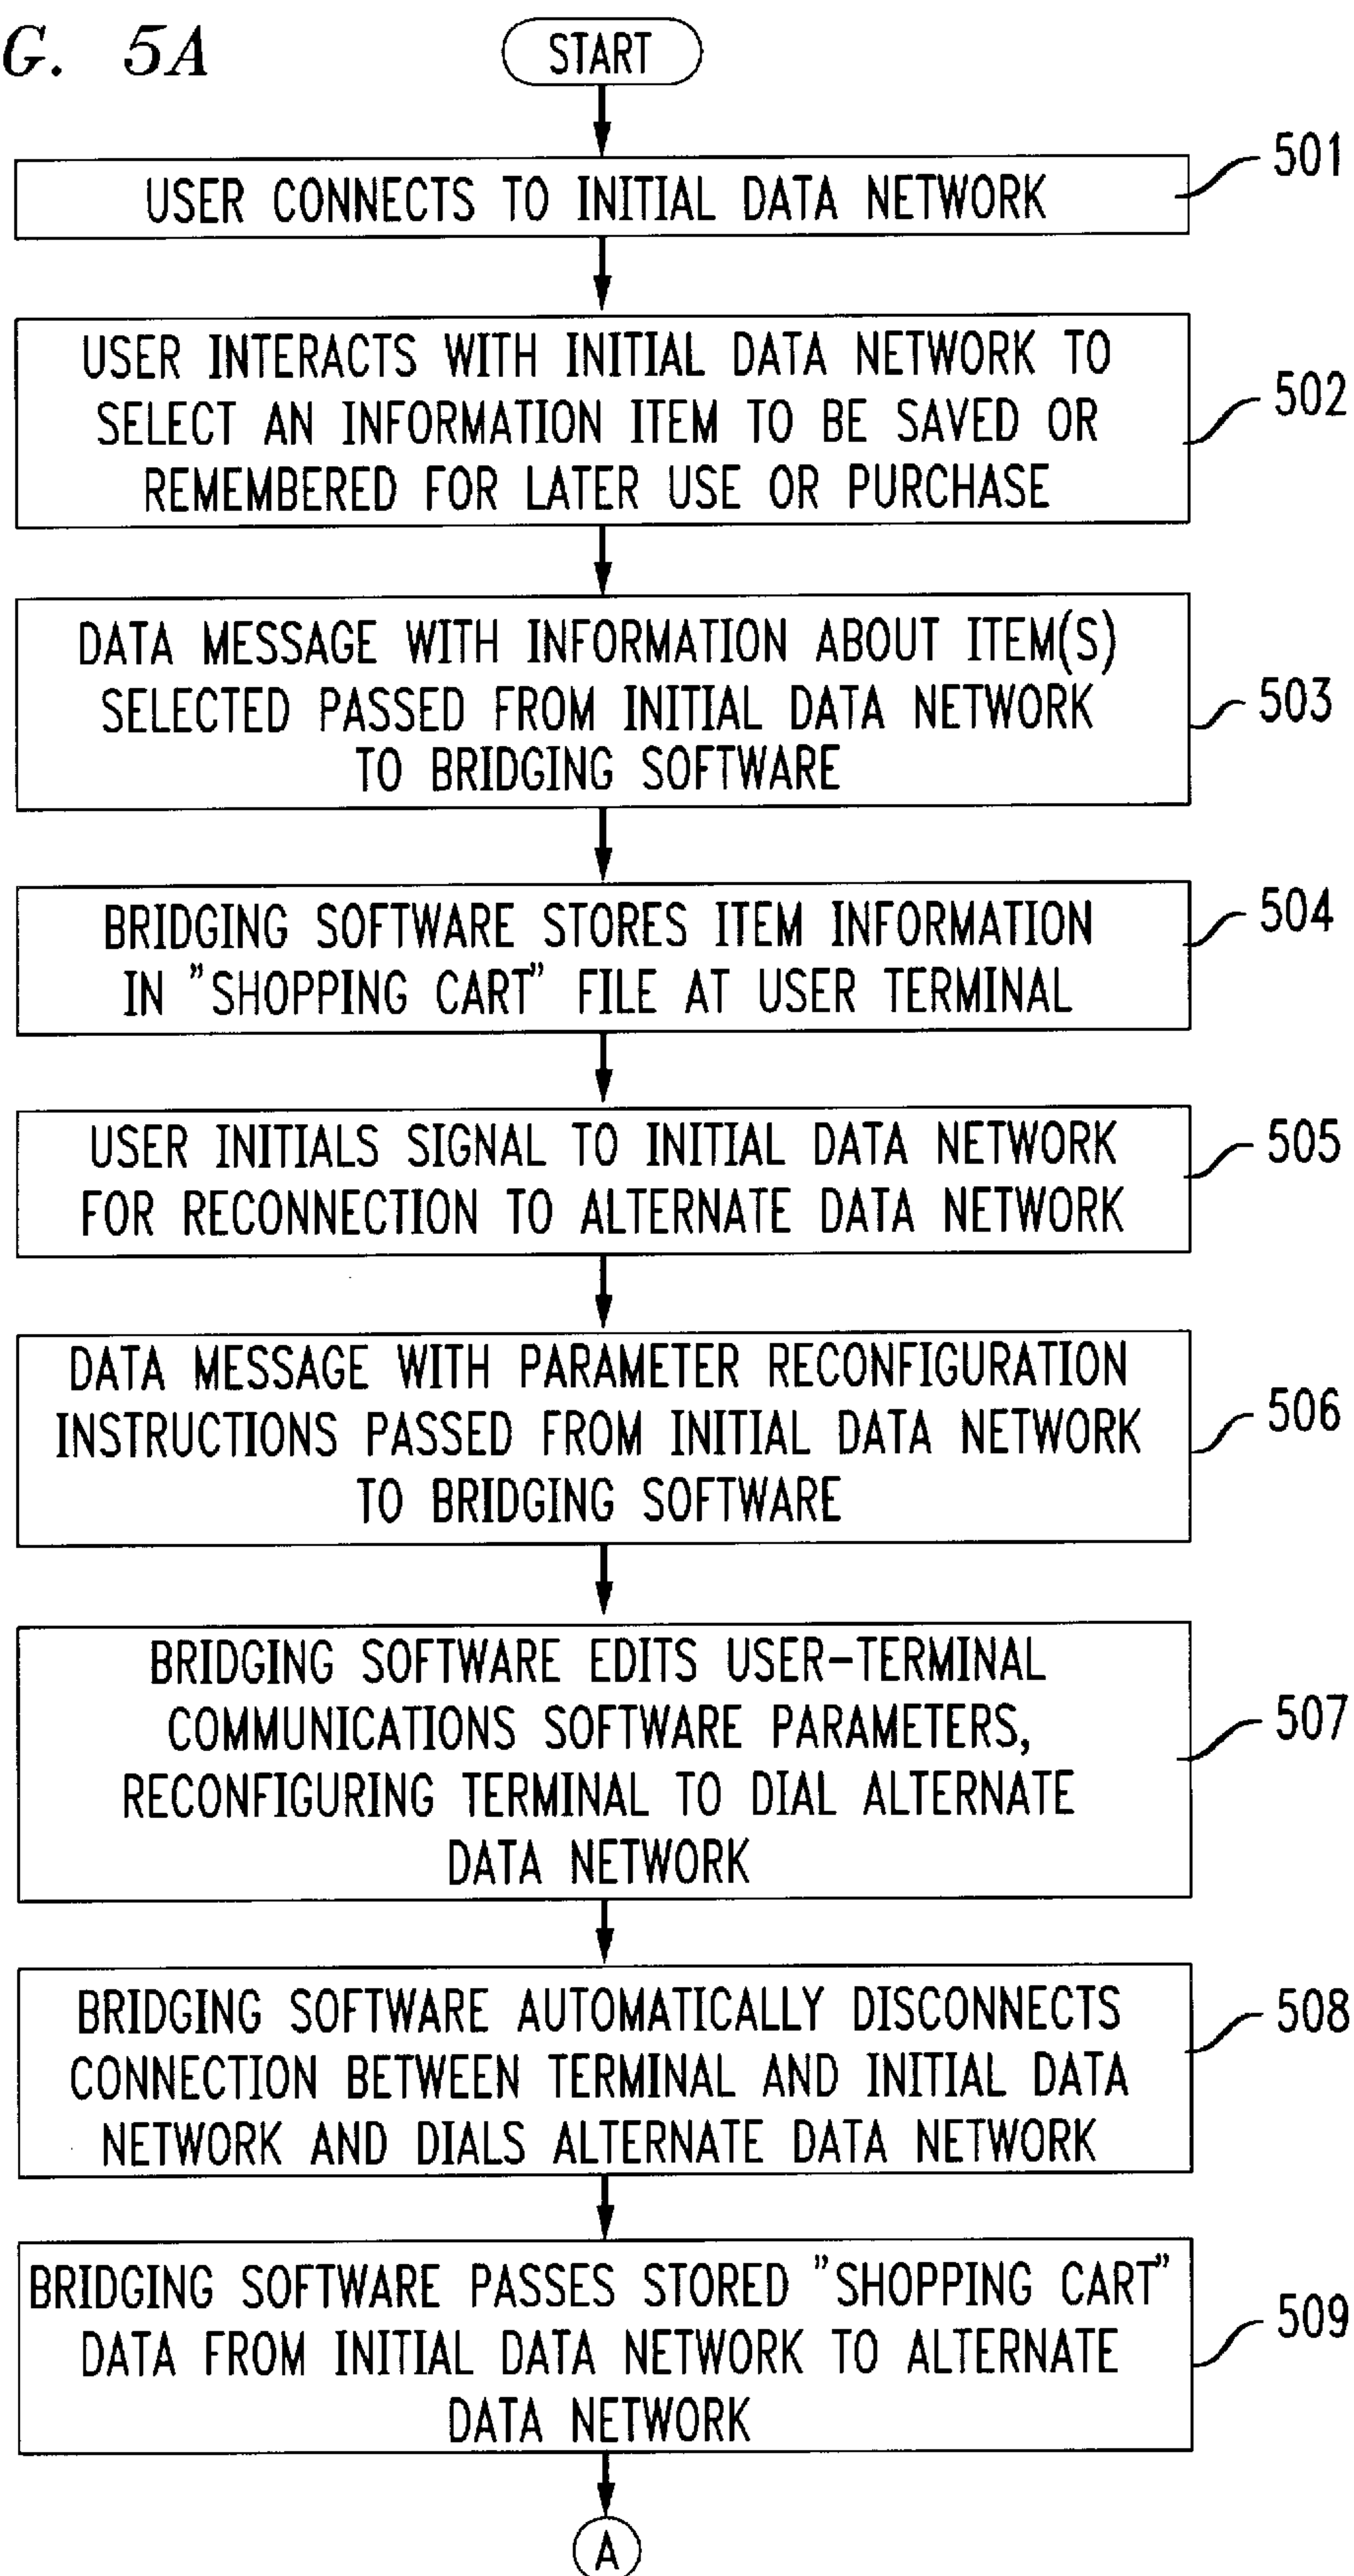 G. 5A
START
501
USER CONNECTS TO INITIAL DATA NETWORK
USER INTERACTS WITH INITIAL DATA NETWORK TO
SELECT AN INFORMATION ITEM TO BE SAVED OR
REMEMBERED FOR LATER USE OR PURCHASE
502
DATA MESSAGE WITH INFORMATION ABOUT ITEM(S)
SELECTED PASSED FROM INITIAL DATA NETWORK
TO BRIDGING SOFTWARE
503
BRIDGING SOFTWARE STORES ITEM INFORMATION
IN "SHOPPING CART" FILE AT USER TERMINAL
504
USER INITIALS SIGNAL TO INITIAL DATA NETWORK
FOR RECONNECTION TO ALTERNATE DATA NETWORK
505
DATA MESSAGE WITH PARAMETER RECONFIGURATION
INSTRUCTIONS PASSED FROM INITIAL DATA NETWORK
TO BRIDGING SOFTWARE
506
BRIDGING SOFTWARE EDITS USER-TERMINAL
COMMUNICATIONS SOFTWARE PARAMETERS,
RECONFIGURING TERMINAL TO DIAL ALTERNATE
DATA NETWORK
507
BRIDGING SOFTWARE AUTOMATICALLY DISCONNECTS
CONNECTION BETWEEN TERMINAL AND INITIAL DATA
NETWORK AND DIALS ALTERNATE DATA NETWORK
508
BRIDGING SOFTWARE PASSES STORED "SHOPPING CART"
DATA FROM INITIAL DATA NETWORK TO ALTERNATE
DATA NETWORK
509
A